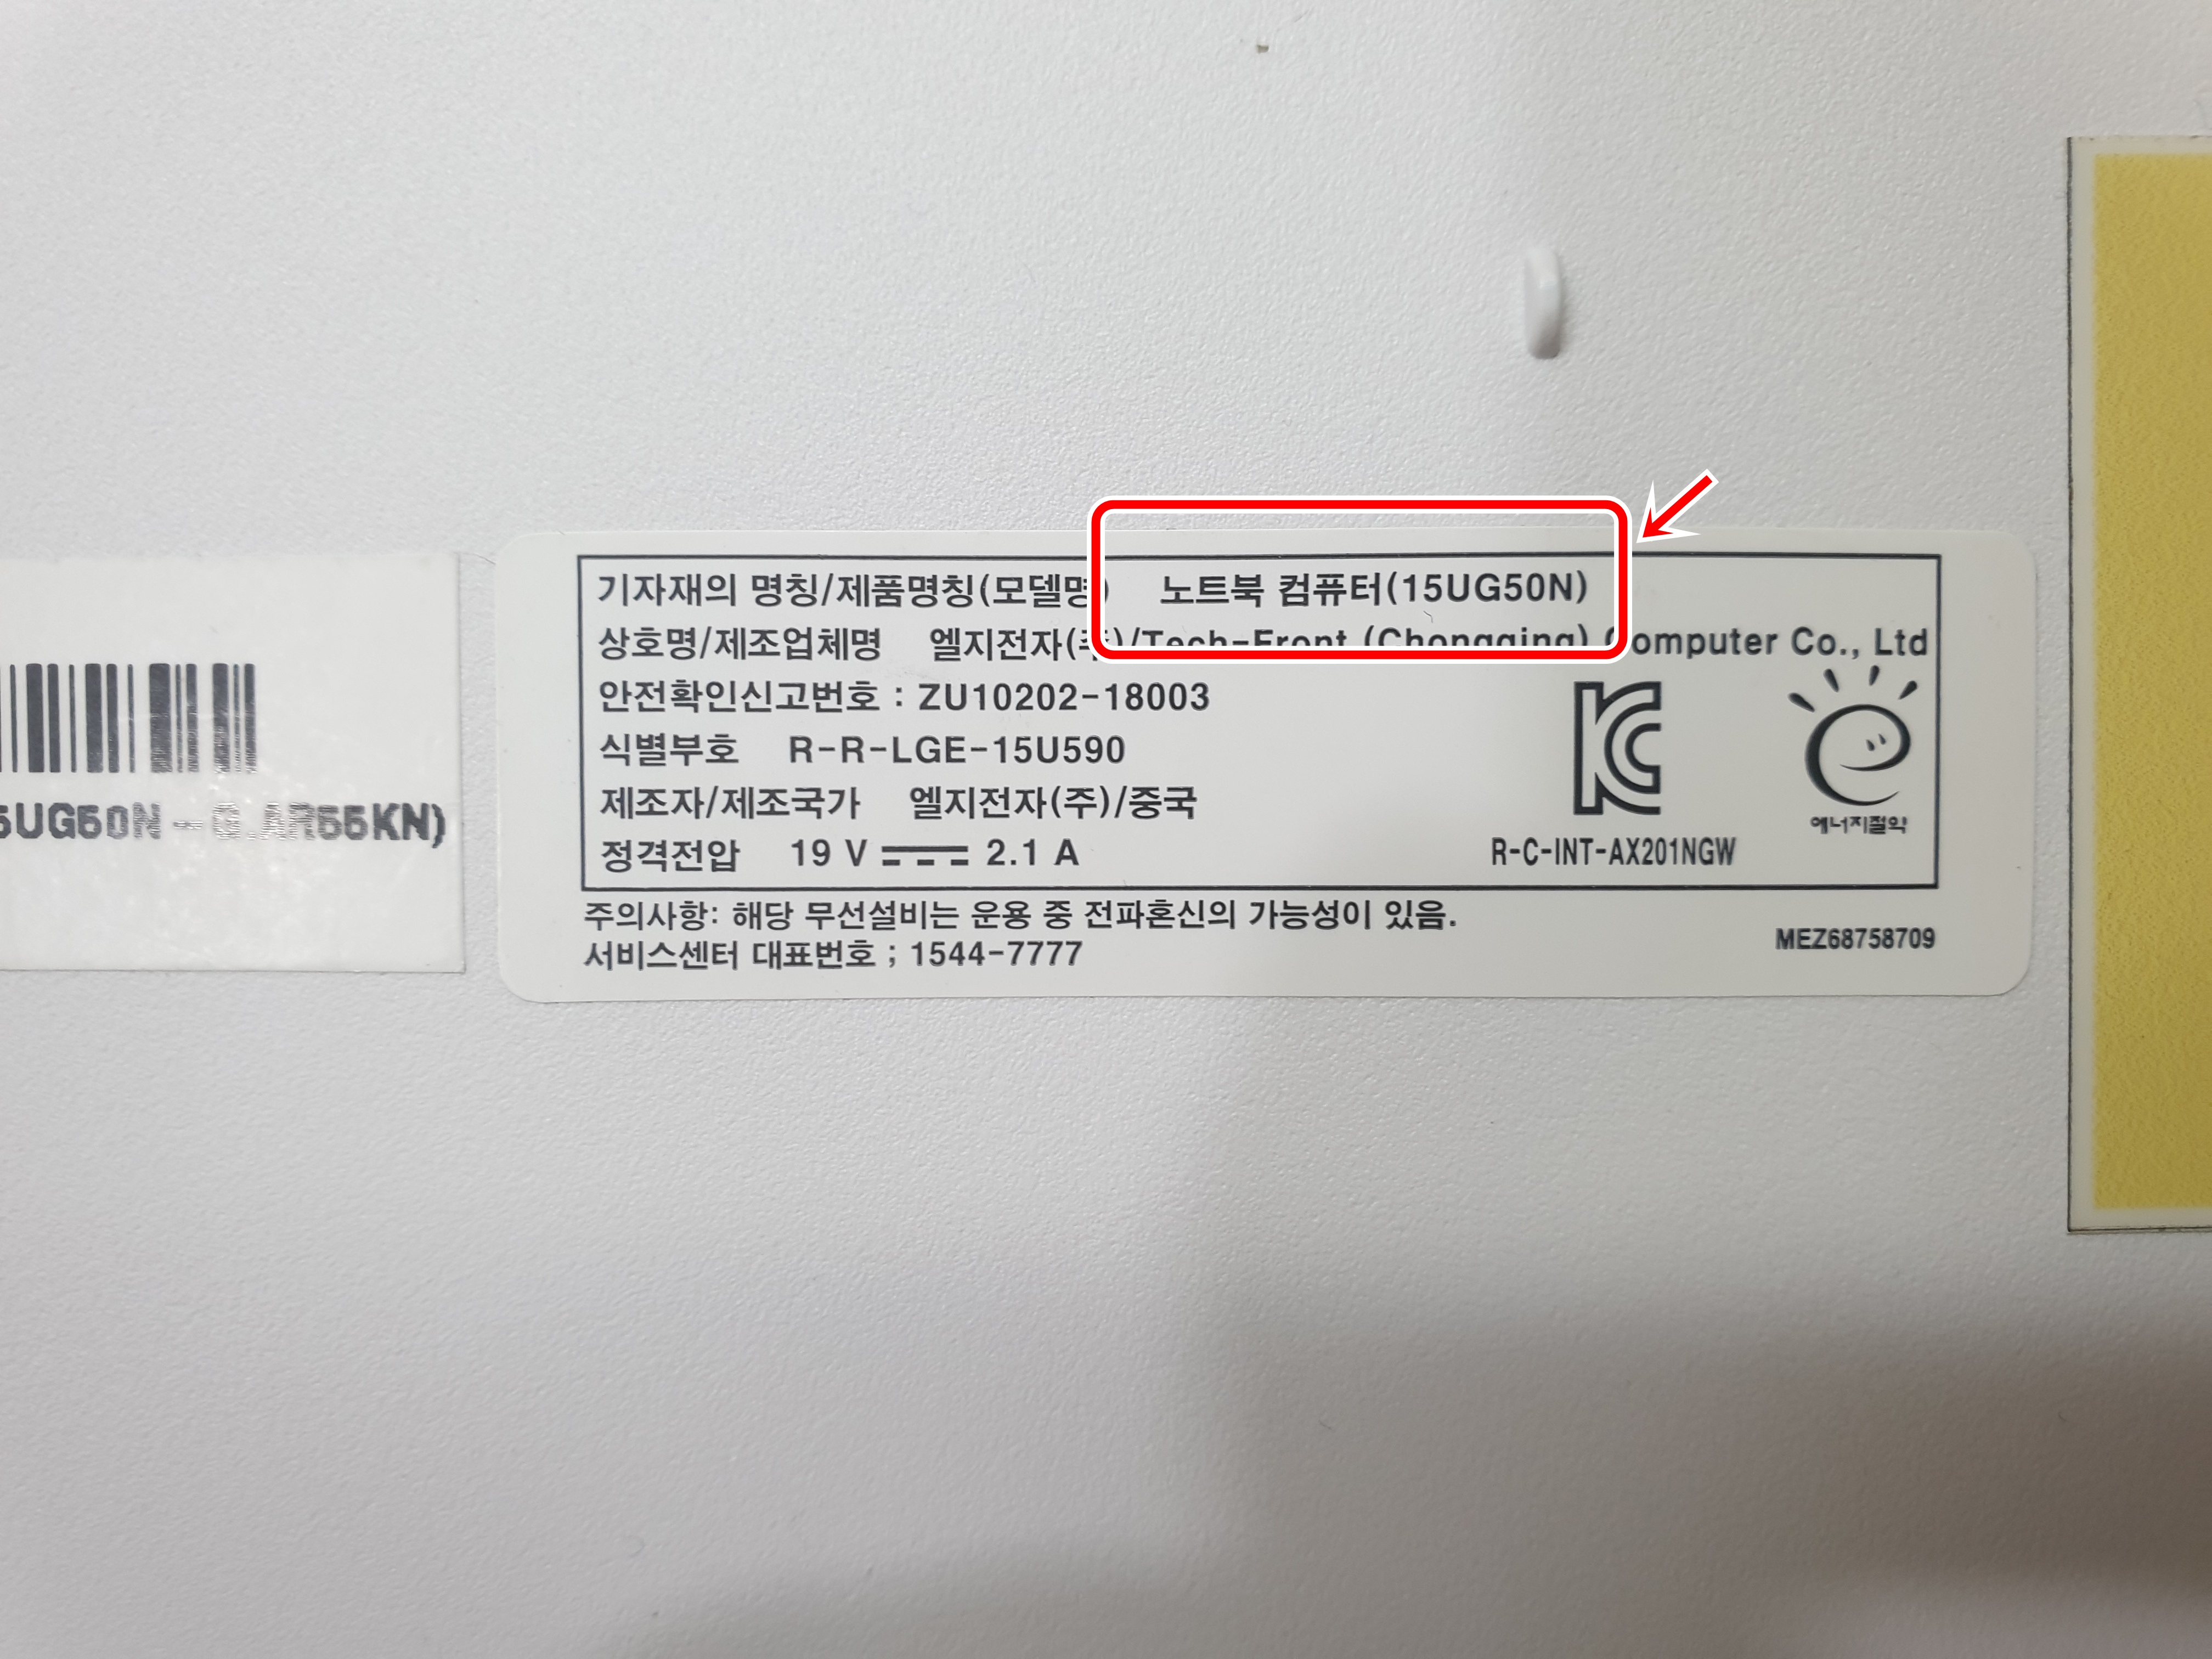 5UG50N-G.AR55KN)
기자재의 명칭/제품명칭(모델명) 노트북 컴퓨터(15UG50N)
상호명/제조업체명 엘지전자(주)/Tech-Front (Chongqing) Computer Co., Ltd
안전확인신고번호 : ZU10202-18003
식별부호 R-R-LGE-15U590
제조자/제조국가 엘지전자(주)/중국
정격전압 19 V 2.1 A
에너지절약
R-C-INT-AX201NGW
주의사항: 해당 무선설비는 운용 중 전파혼신의 가능성이 있음.
서비스센터 대표번호 ; 1544-7777
MEZ68758709